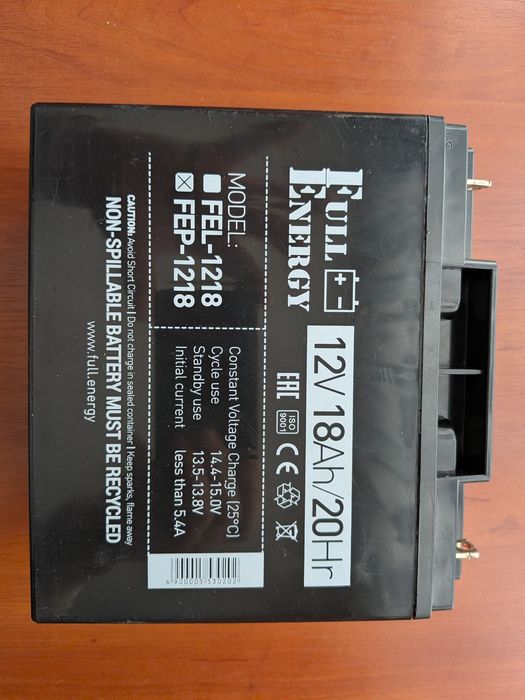 FULL
ENERGY
12V 18Ah/20Hr
EAC
ISO
9001
CE
MODEL:
FEL-1218
FEP-1218
Constant Voltage Charge (25°C)
Cycle use 14.4-15.0V
Standby use 13.5-13.8V
Initial current less than 5.4A
6 900005 530202
CAUTION: Avoid Short Circuit | Do not charge in sealed container | Keep sparks, flame away
NON-SPILLABLE BATTERY MUST BE RECYCLED
www.full.energy